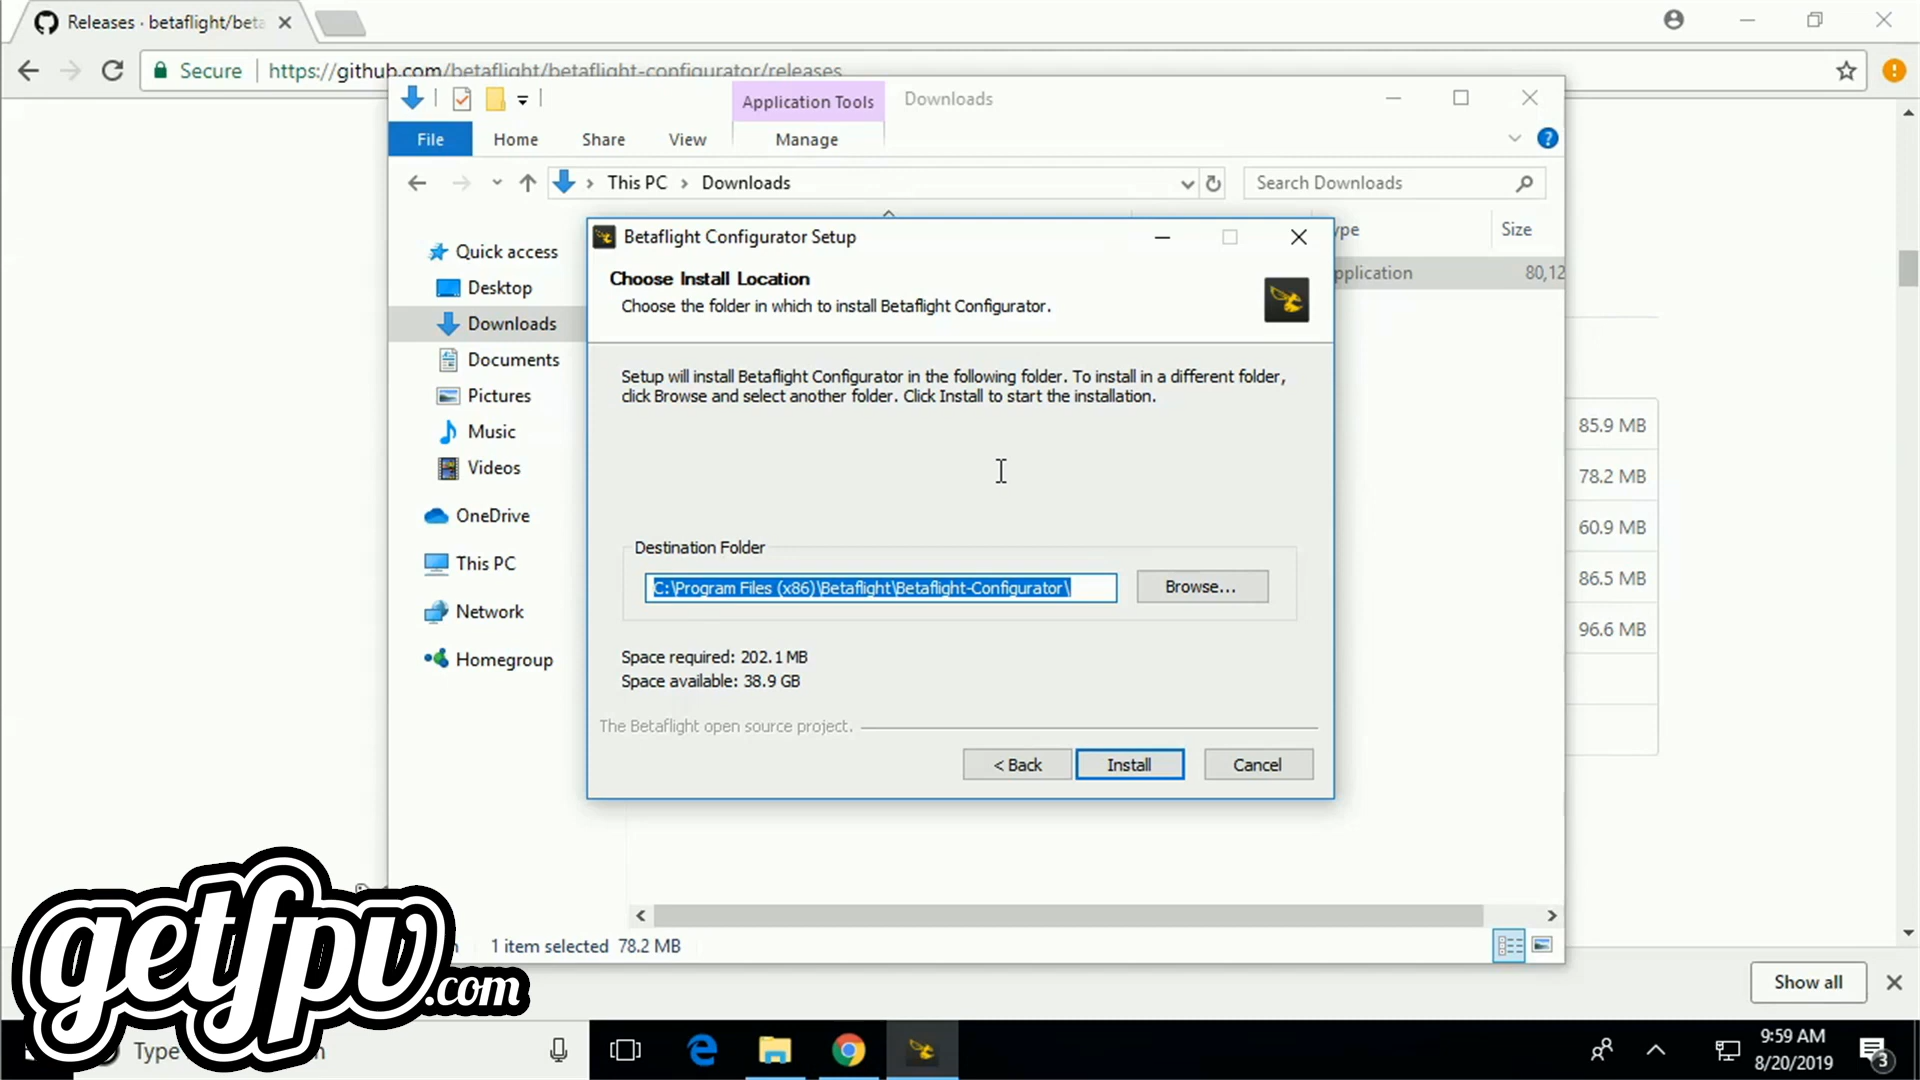 Releases · betaflight/beta
Secure
https://github.com/betaflight/betaflight-configurator/releases
Application Tools
Downloads
File
Home
Share
View
Manage
This PC
Downloads
Search Downloads
Size
Quick access
Desktop
Downloads
Documents
Pictures
Music
Videos
OneDrive
This PC
Network
Homegroup
pplication
80,12
Betaflight Configurator Setup
Choose Install Location
Choose the folder in which to install Betaflight Configurator.
Setup will install Betaflight Configurator in the following folder. To install in a different folder,
click Browse and select another folder. Click Install to start the installation.
Destination Folder
C:\Program Files (x86)\Betaflight\Betaflight-Configurator\
Browse...
Space required: 202.1 MB
Space available: 38.9 GB
The Betaflight open source project.
< Back
Install
Cancel
85.9 MB
78.2 MB
60.9 MB
86.5 MB
96.6 MB
1 item selected 78.2 MB
Show all
getfpv.com
Type
9:59 AM
8/20/2019
3